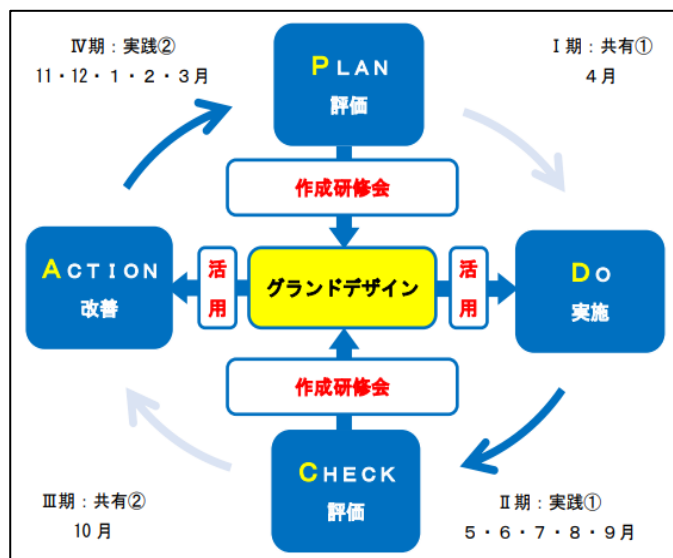 Ⅳ期：実践②
11・12・１・２・３月
ＰLAN
評価
Ⅰ期：共有①
４月
作成研修会
ＡCTION
改善
活用
グランドデザイン
活用
ＤO
実施
作成研修会
ＣHECK
評価
Ⅲ期：共有②
10月
Ⅱ期：実践①
５・６・７・８・９月